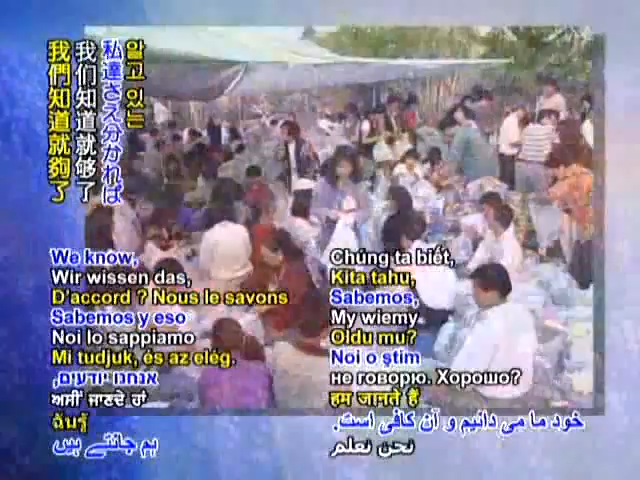 我們知道就夠了
我们知道就够了
私達さえ分かれば
알고 있는
We know,
Wir wissen das,
D'accord ? Nous le savons
Sabemos y eso
Noi lo sappiamo
Mi tudjuk, és az elég.
אנחנו יודעים,
ਅਸੀਂ ਜਾਣਦੇ ਹਾਂ
ฉันรู้
ہم جانتے ہیں
Chúng ta biết,
Kita tahu,
Sabemos,
My wiemy
Oldu mu?
Noi o ştim
не говорю. Хорошо?
हम जानते हैं
خود ما می دانیم و آن کافی است.
نحن نعلم